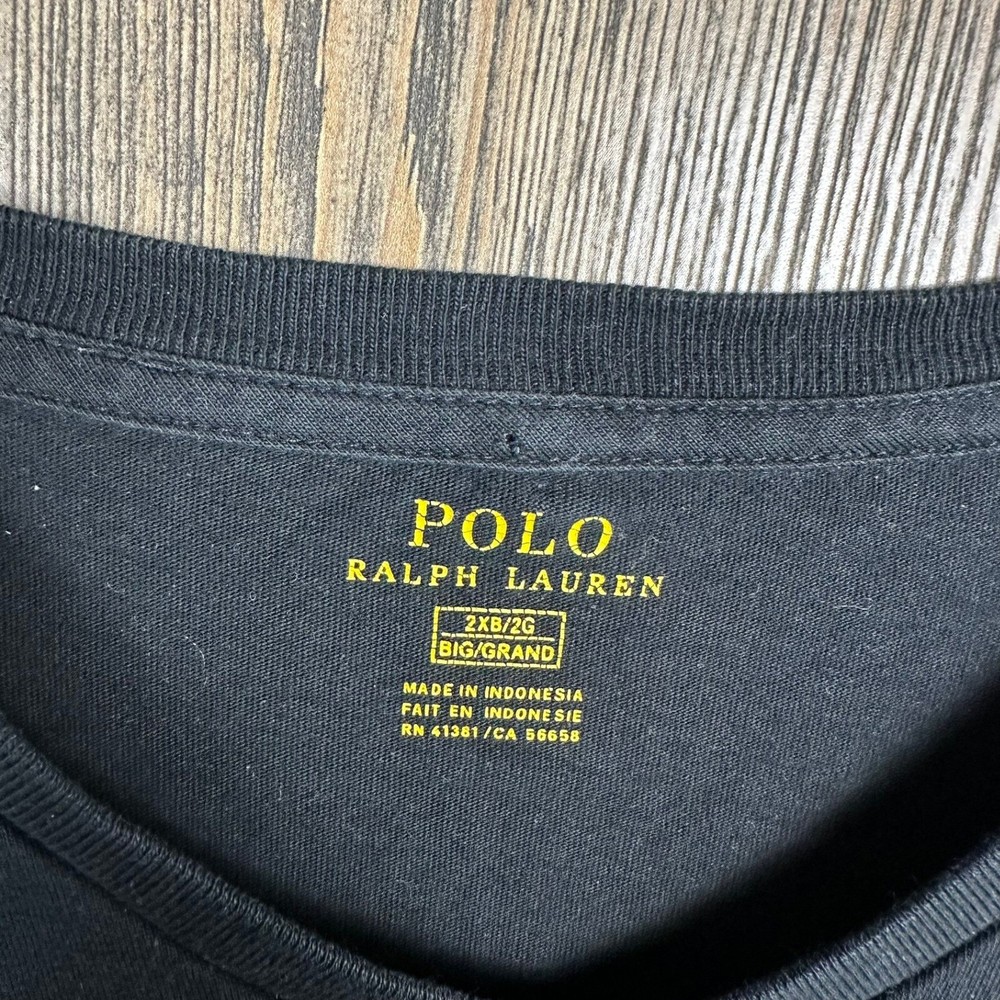 POLO
RALPH LAUREN
2XB/2G
BIG/GRAND
MADE IN INDONESIA
FAIT EN INDONESIE
RN 41381/CA 56658